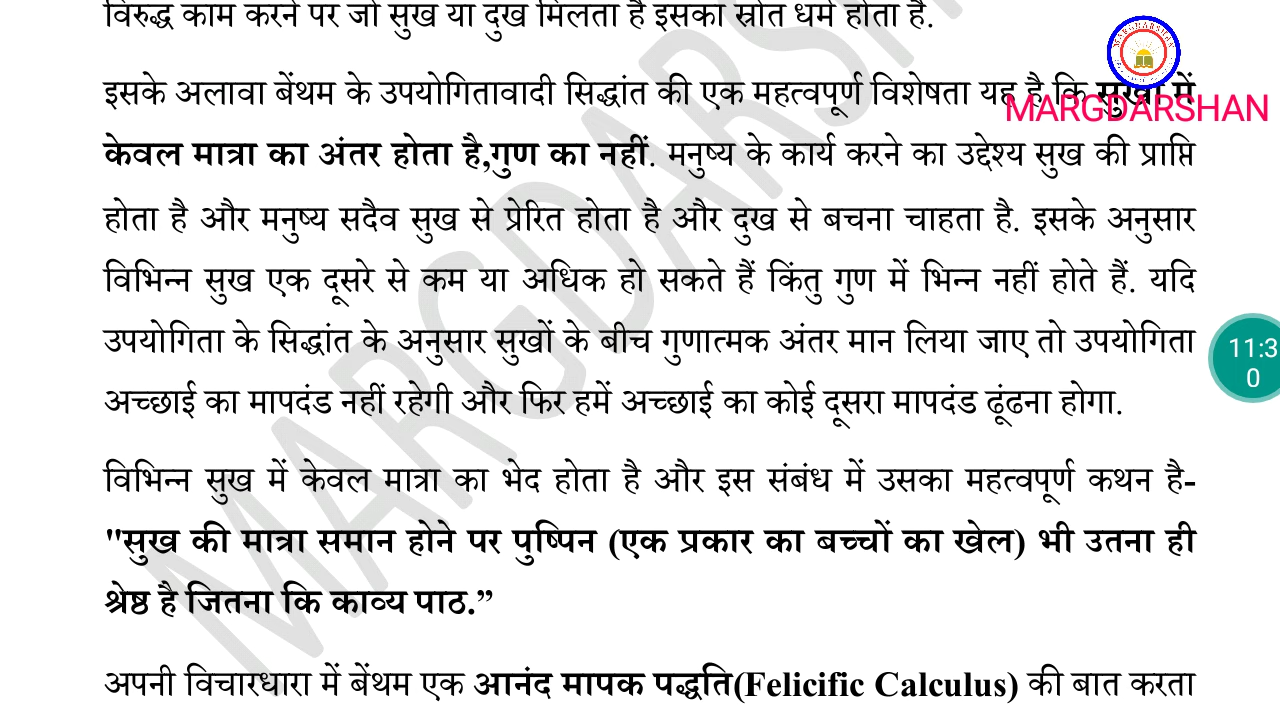 विरुद्ध काम करने पर जो सुख या दुख मिलता है इसका स्रोत धर्म होता है.
इसके अलावा बेंथम के उपयोगितावादी सिद्धांत की एक महत्वपूर्ण विशेषता यह है कि सुखों में
MARGDARSHAN
केवल मात्रा का अंतर होता है,गुण का नहीं. मनुष्य के कार्य करने का उद्देश्य सुख की प्राप्ति
होता है और मनुष्य सदैव सुख से प्रेरित होता है और दुख से बचना चाहता है. इसके अनुसार
विभिन्न सुख एक दूसरे से कम या अधिक हो सकते हैं किंतु गुण में भिन्न नहीं होते हैं. यदि
उपयोगिता के सिद्धांत के अनुसार सुखों के बीच गुणात्मक अंतर मान लिया जाए तो उपयोगिता
11:3
0
अच्छाई का मापदंड नहीं रहेगी और फिर हमें अच्छाई का कोई दूसरा मापदंड ढूंढना होगा.
विभिन्न सुख में केवल मात्रा का भेद होता है और इस संबंध में उसका महत्वपूर्ण कथन है-
"सुख की मात्रा समान होने पर पुष्पिन (एक प्रकार का बच्चों का खेल) भी उतना ही
श्रेष्ठ है जितना कि काव्य पाठ.”
अपनी विचारधारा में बेंथम एक आनंद मापक पद्धति(Felicific Calculus) की बात करता